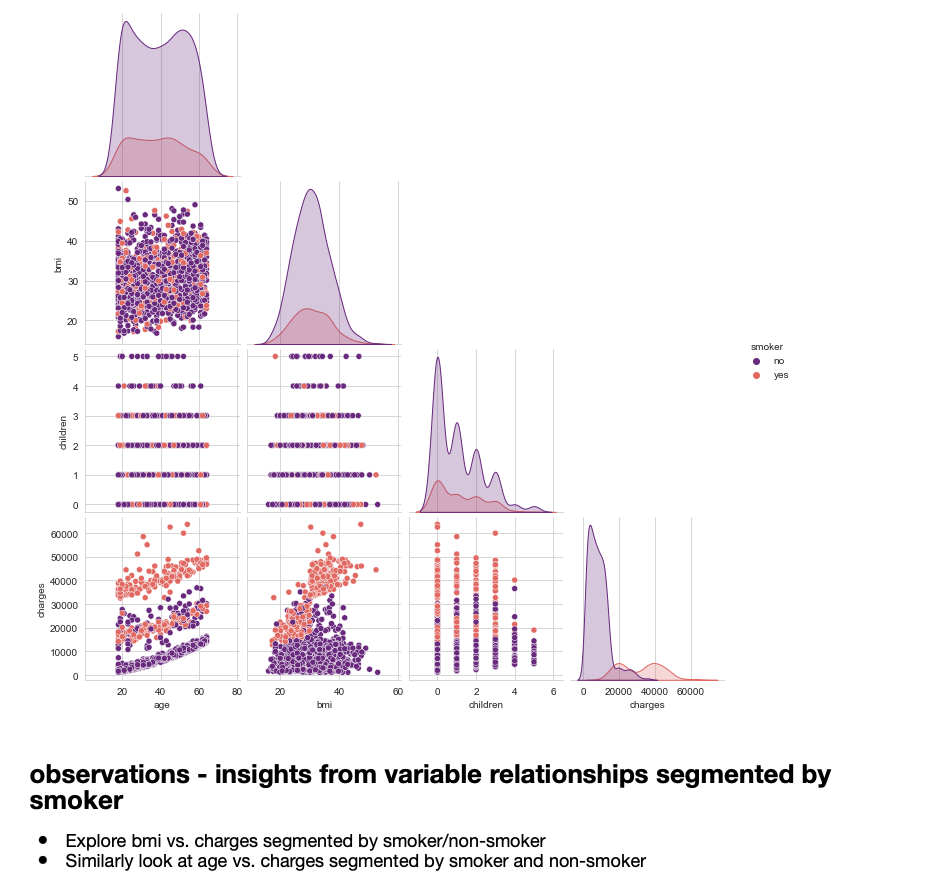 bmi
50
40
30
20
smoker
no
yes
children
5
4
3
2
1
0
charges
60000
50000
40000
30000
20000
10000
0
20 40 60 80 20 40 60 0 2 4 6 0 20000 40000 60000
age bmi children charges
observations - insights from variable relationships segmented by
smoker
● Explore bmi vs. charges segmented by smoker/non-smoker
● Similarly look at age vs. charges segmented by smoker and non-smoker